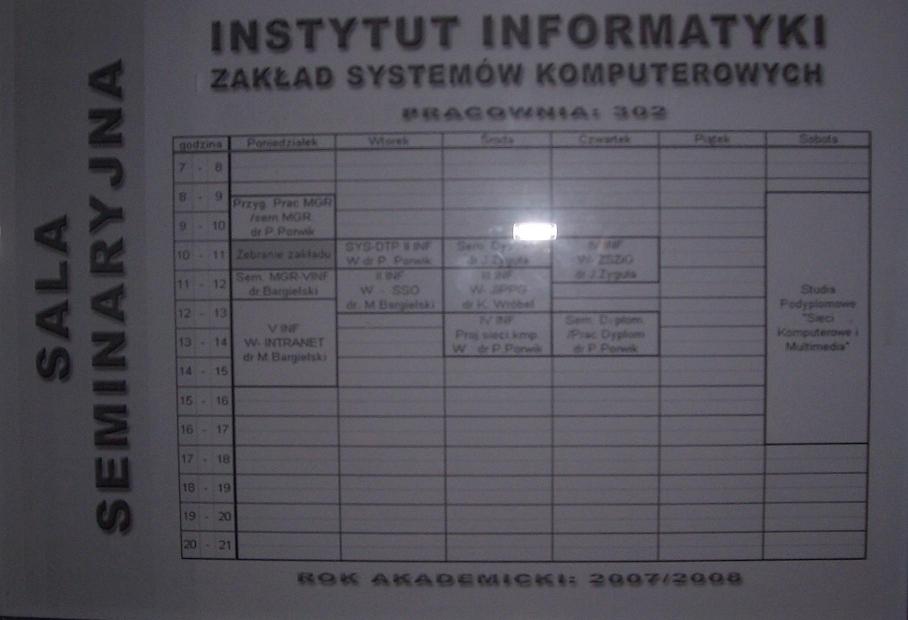 INSTYTUT INFORMATYKI
ZAKŁAD SYSTEMÓW KOMPUTEROWYCH
PRACOWNIA: 302
SALA
SEMINARYJNA
godzina Poniedziałek Wtorek Środa Czwartek Piątek Sobota
7 - 8
8 - 9
9 - 10
10 - 11
11 - 12
12 - 13
13 - 14
14 - 15
15 - 16
16 - 17
17 - 18
18 - 19
19 - 20
20 - 21
Przyg. Prac MGR
/sem MGR.
dr P.Porwik
Zebranie zakładu
Sem. MGR-VINF
dr.Bargielski
V INF
W- INTRANET
dr M.Bargielski
SYS-DTP II INF
W dr P. Porwik
II INF
W - SSO
dr. M.Bargielski
Sem.
dr J.Zyguła
III INF
W- JiPPG
dr K. Wróbel
IV INF
Proj sieci.kmp.
W dr P.Porwik
IV INF
W- ZSZiG
dr J.Zyguła
Sem. Dyplom
/Prac Dyplom
dr P.Porwik
Studia
Podyplomowe
"Sieci
Komputerowe i
Multimedia"
ROK AKADEMICKI: 2007/2008